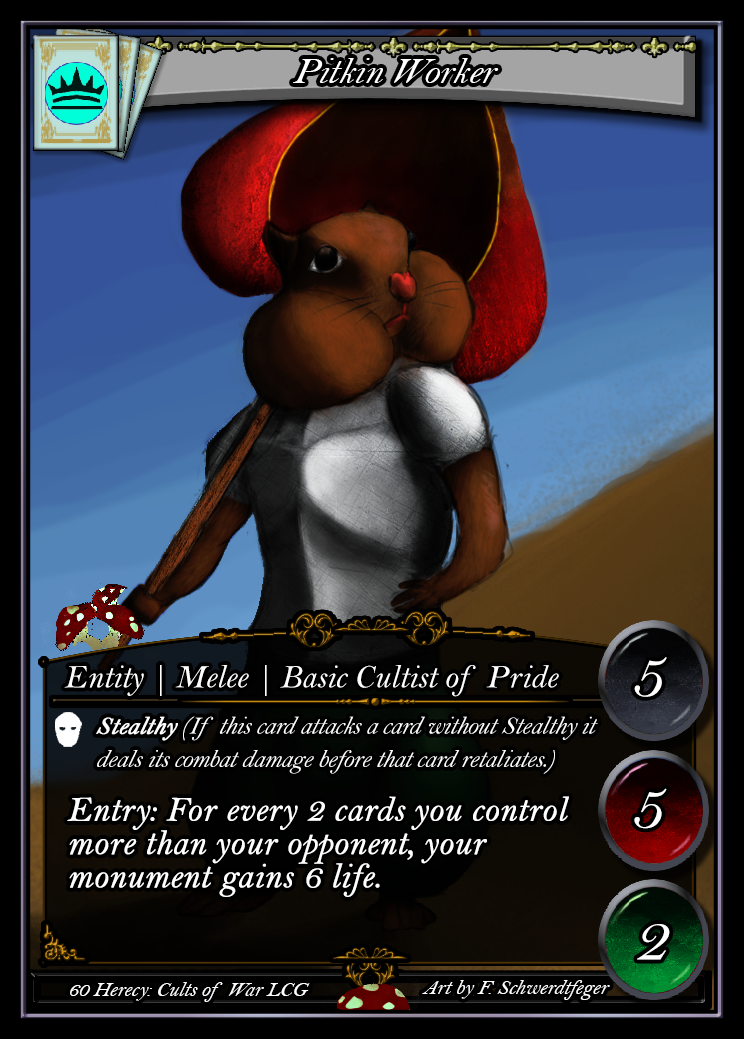 Pitkin Worker
Entity | Melee | Basic Cultist of Pride
5
Stealthy (If this card attacks a card without Stealthy it
deals its combat damage before that card retaliates.)
Entry: For every 2 cards you control
more than your opponent, your
monument gains 6 life.
5
2
60 Herecy: Cults of War LCG
Art by F. Schwerdtfeger